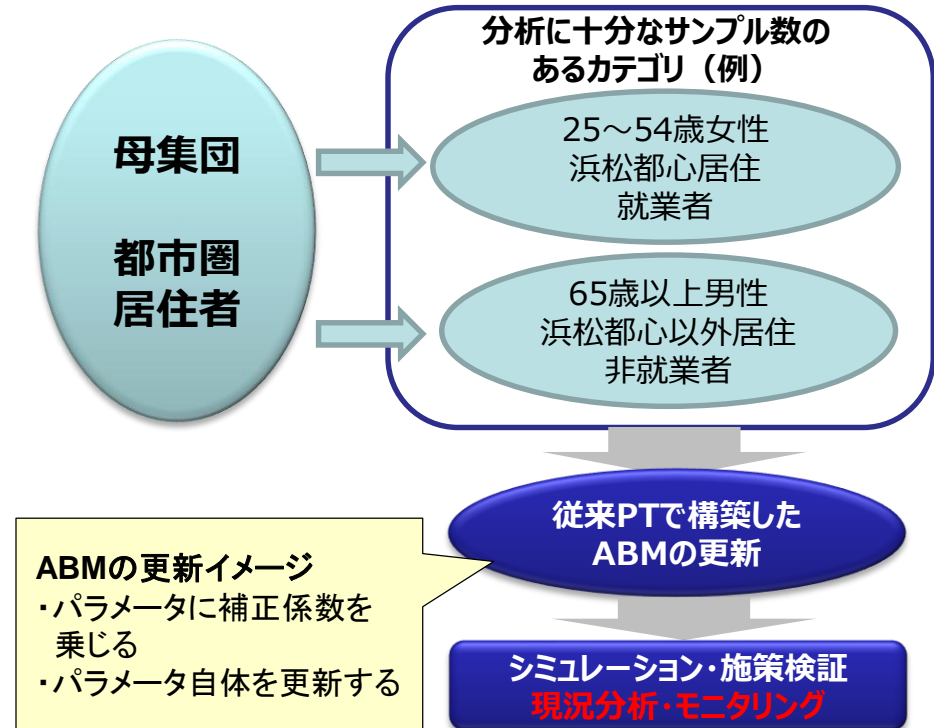 母集団
都市圏
居住者
分析に十分なサンプル数の
あるカテゴリ（例）
25～54歳女性
浜松都心居住
就業者
65歳以上男性
浜松都心以外居住
非就業者
従来PTで構築した
ABMの更新
ABMの更新イメージ
・パラメータに補正係数を
乗じる
・パラメータ自体を更新する
シミュレーション・施策検証
現況分析・モニタリング